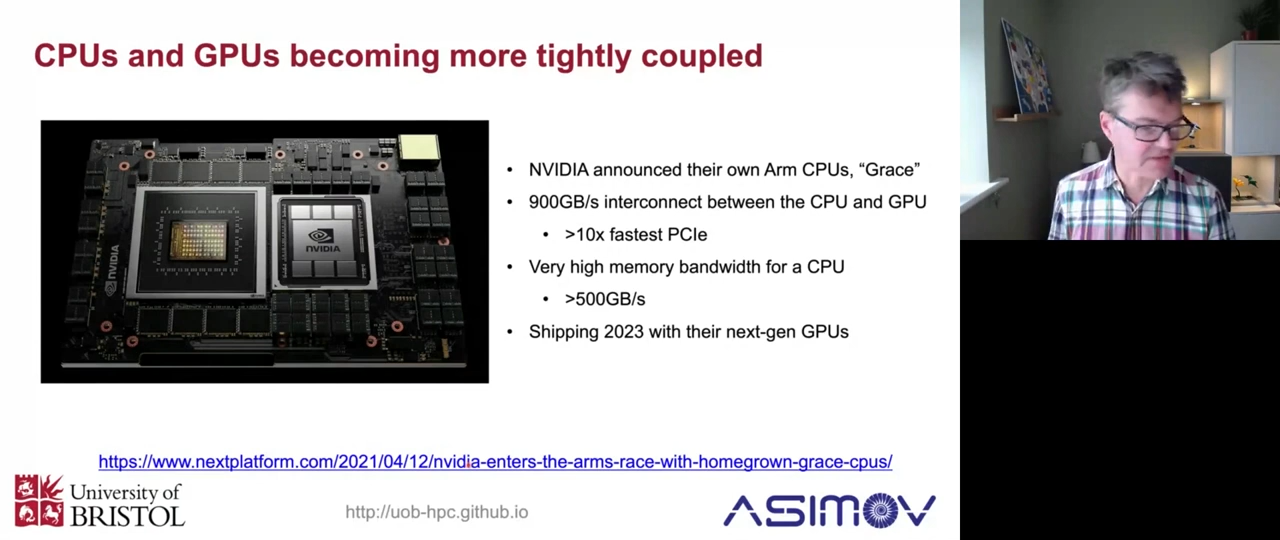 CPUs and GPUs becoming more tightly coupled
NVIDIA
NVIDIA
• NVIDIA announced their own Arm CPUs, “Grace”
• 900GB/s interconnect between the CPU and GPU
• >10x fastest PCIe
• Very high memory bandwidth for a CPU
• >500GB/s
• Shipping 2023 with their next-gen GPUs
https://www.nextplatform.com/2021/04/12/nvidia-enters-the-arms-race-with-homegrown-grace-cpus/
University of
BRISTOL
http://uob-hpc.github.io
ASIMOV